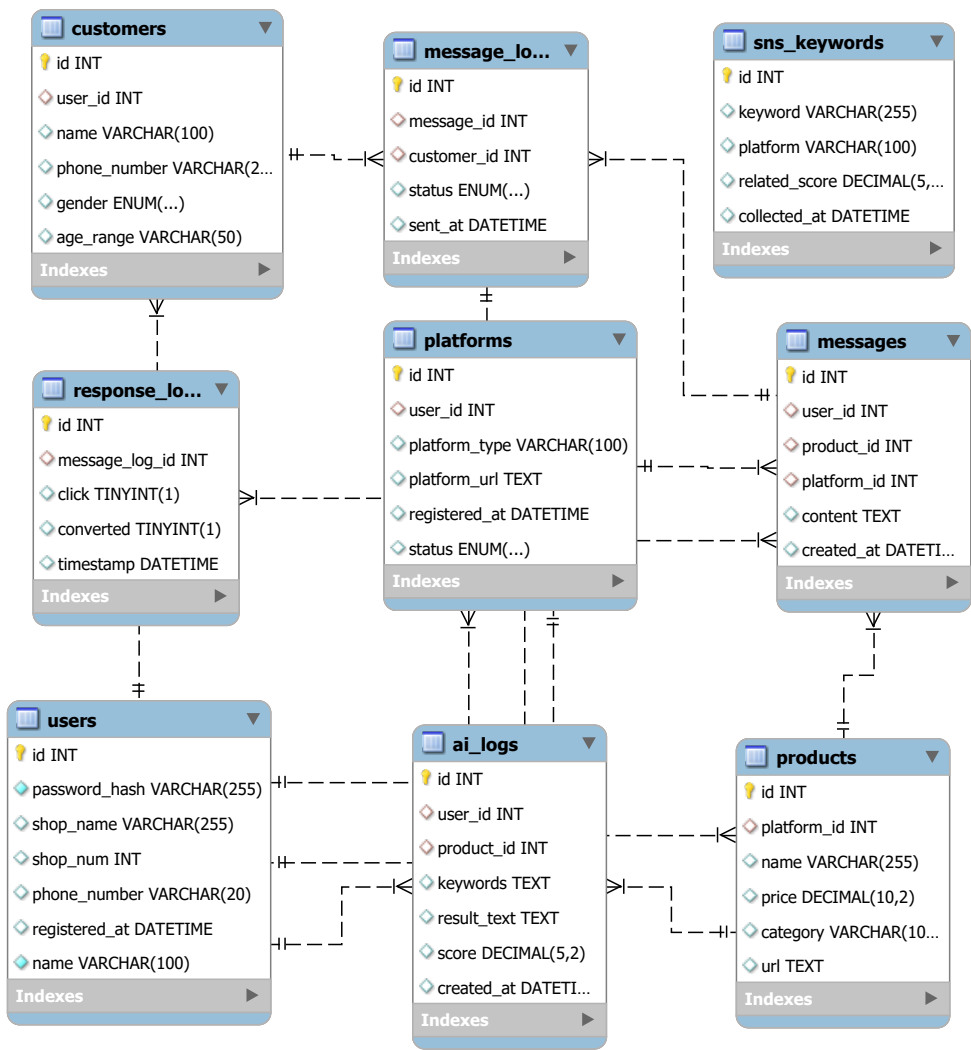 customers
id INT
user_id INT
name VARCHAR(100)
phone_number VARCHAR(2...
gender ENUM(...)
age_range VARCHAR(50)
Indexes
message_lo...
id INT
message_id INT
customer_id INT
status ENUM(...)
sent_at DATETIME
Indexes
sns_keywords
id INT
keyword VARCHAR(255)
platform VARCHAR(100)
related_score DECIMAL(5,...
collected_at DATETIME
Indexes
response_lo...
id INT
message_log_id INT
click TINYINT(1)
converted TINYINT(1)
timestamp DATETIME
Indexes
platforms
id INT
user_id INT
platform_type VARCHAR(100)
platform_url TEXT
registered_at DATETIME
status ENUM(...)
Indexes
messages
id INT
user_id INT
product_id INT
platform_id INT
content TEXT
created_at DATETI...
Indexes
users
id INT
password_hash VARCHAR(255)
shop_name VARCHAR(255)
shop_num INT
phone_number VARCHAR(20)
registered_at DATETIME
name VARCHAR(100)
Indexes
ai_logs
id INT
user_id INT
product_id INT
keywords TEXT
result_text TEXT
score DECIMAL(5,2)
created_at DATETI...
Indexes
products
id INT
platform_id INT
name VARCHAR(255)
price DECIMAL(10,2)
category VARCHAR(10...
url TEXT
Indexes